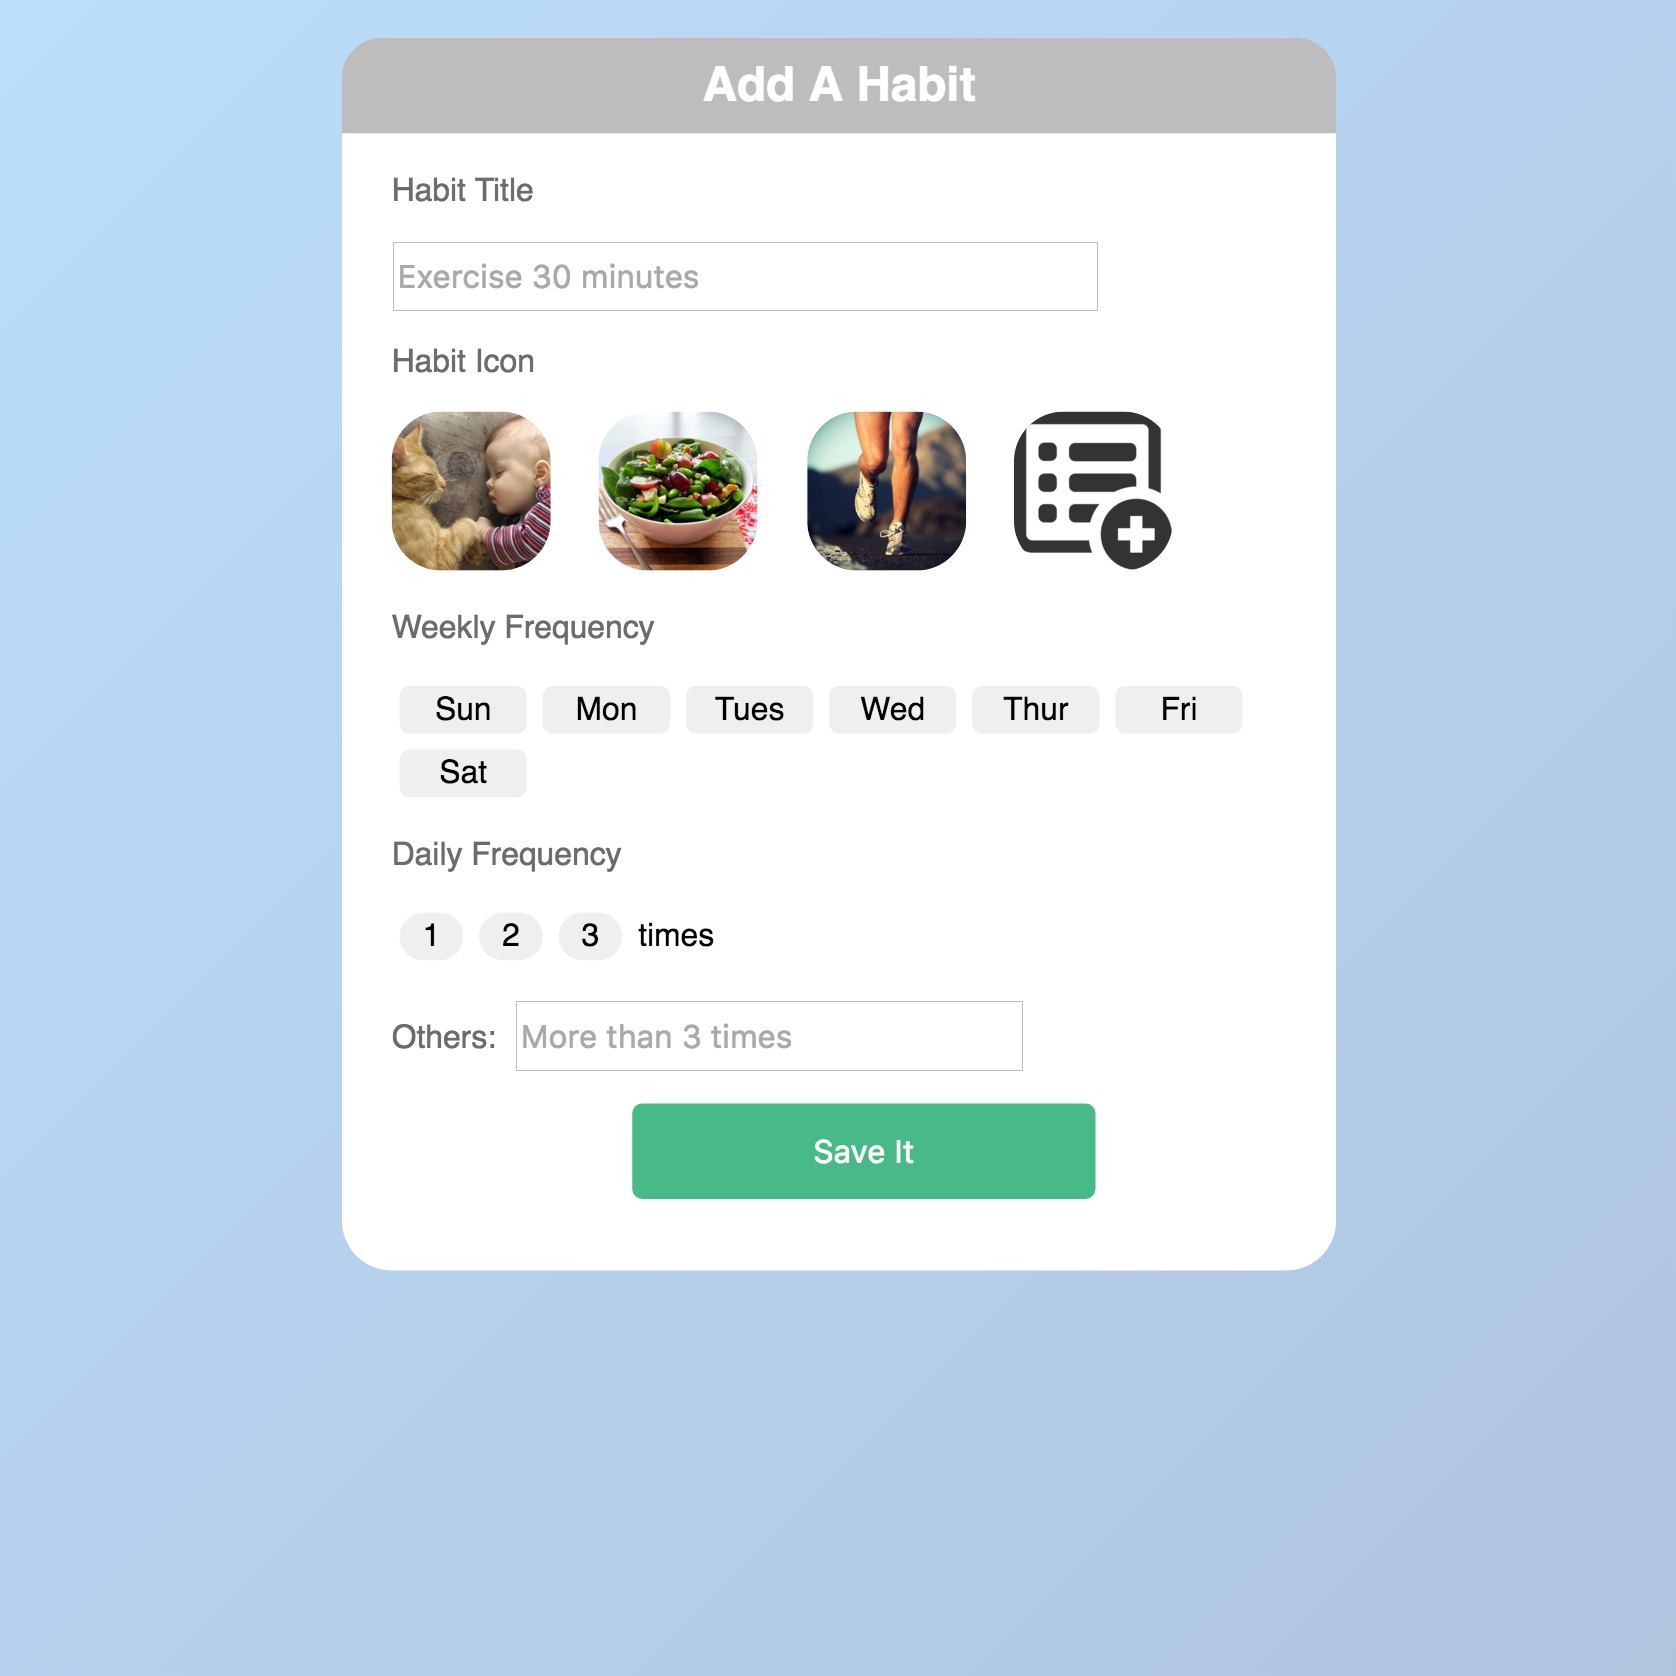 Add A Habit
Habit Title
Exercise 30 minutes
Habit Icon
Weekly Frequency
Sun Mon Tues Wed Thur Fri
Sat
Daily Frequency
1 2 3 times
Others: More than 3 times
Save It